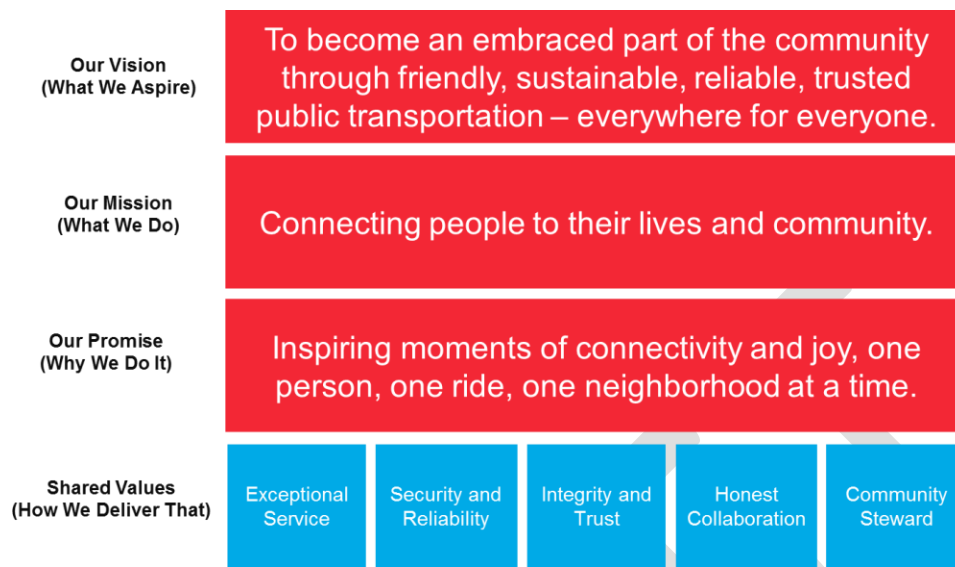 Our Vision
(What We Aspire)
To become an embraced part of the community
through friendly, sustainable, reliable, trusted
public transportation – everywhere for everyone.
Our Mission
(What We Do)
Connecting people to their lives and community.
Our Promise
(Why We Do It)
Inspiring moments of connectivity and joy, one
person, one ride, one neighborhood at a time.
Shared Values
(How We Deliver That)
Exceptional
Service
Security and
Reliability
Integrity and
Trust
Honest
Collaboration
Community
Steward